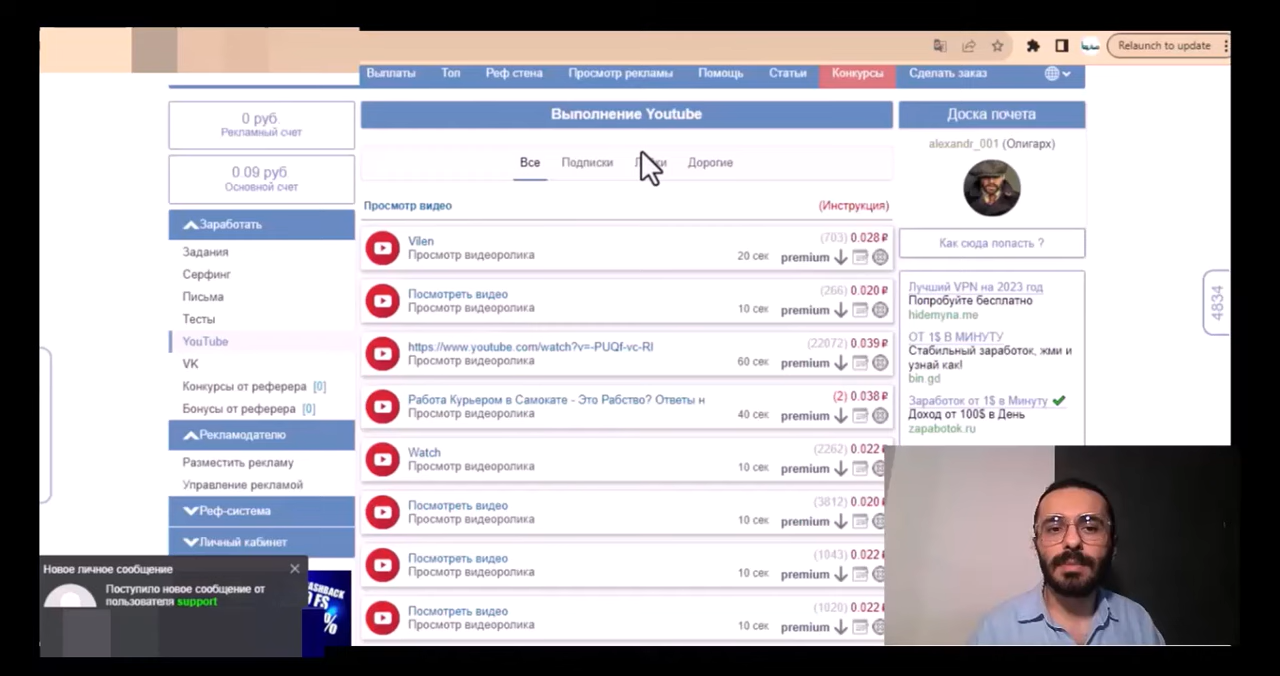 Relaunch to update
Выплаты Топ Реф стена Просмотр рекламы Помощь Статьи Конкурсы Сделать заказ
0 руб
Рекламный счет
0 09 руб
Основной счет
Заработать
Задания
Серфинг
Письма
Тесты
YouTube
VK
Конкурсы от реферера [0]
Бонусы от реферера [0]
Рекламодателю
Разместить рекламу
Управление рекламой
Реф-система
Личный кабинет
Новое личное сообщение
Поступило новое сообщение от
пользователя support
Выполнение Youtube
Все Подписки Дорогие
Просмотр видео (Инструкция)
Vilen (703) 0.028₽
Просмотр видеоролика 20 сек premium
Посмотреть видео (266) 0.020₽
Просмотр видеоролика 10 сек premium
https://www.youtube.com/watch?v=-PUQf-vc-RI (22072) 0.039₽
Просмотр видеоролика 60 сек premium
Работа Курьером в Самокате - Это Рабство? Ответы н (2) 0.038₽
Просмотр видеоролика 40 сек premium
Watch (2262) 0.022
Просмотр видеоролика 10 сек premium
Посмотреть видео (3812) 0.020
Просмотр видеоролика 10 сек premium
Посмотреть видео (1043) 0.022
Просмотр видеоролика 10 сек premium
Посмотреть видео (1020) 0.022
Просмотр видеоролика 10 сек premium
Доска почета
alexandr_001 (Олигарх)
Как сюда попасть ?
Лучший VPN на 2023 год
Попробуйте бесплатно
hidemyna.me
ОТ 1$ В МИНУТУ
Стабильный заработок, жми и
узнай как!
bin gd
Заработок от 1$ в Минуту
Доход от 100$ в День
zapabotok.ru
4834